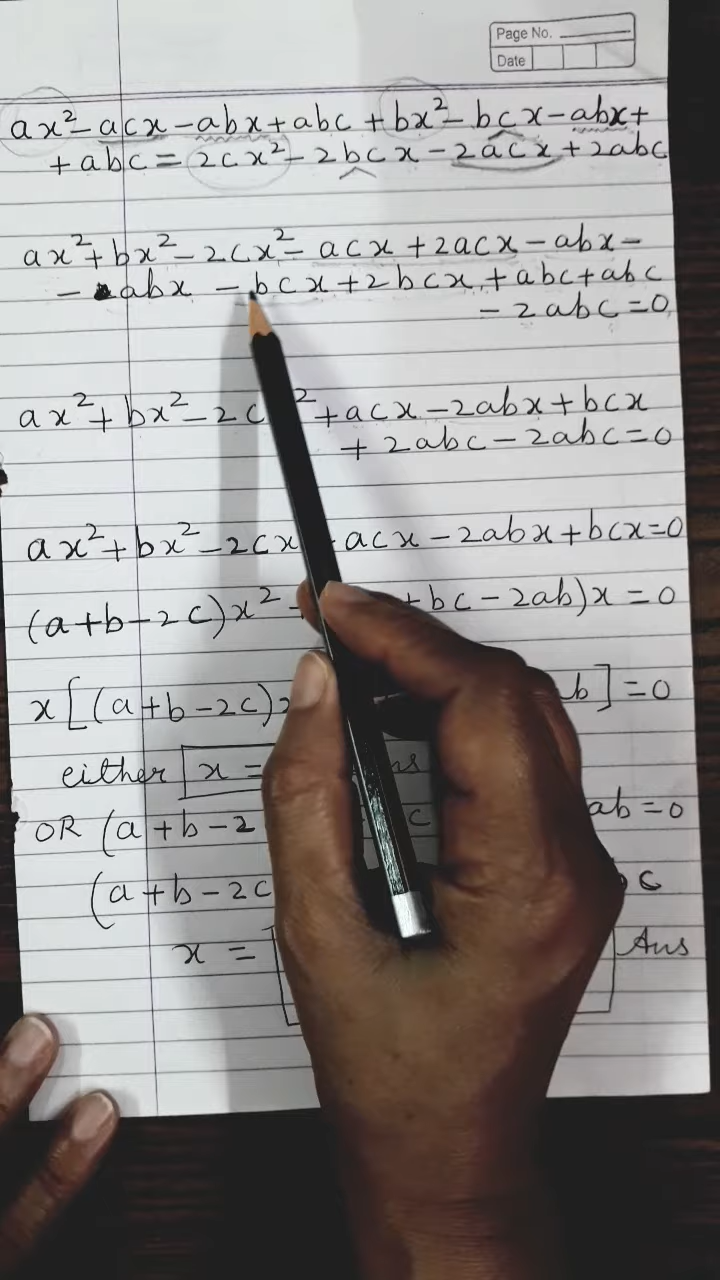 Page No.
Date
ax² - acx - abx + abc + bx² - bcx - abx +
+ abc = 2cx² - 2bcx - 2acx + 2abc
ax² + bx² - 2cx² - acx + 2acx - abx -
- abx - bcx + 2bcx + abc + abc
- 2abc = 0
ax² + bx² - 2c ² + acx - 2abx + bcx
+ 2abc - 2abc = 0
ax² + bx² - 2cx acx - 2abx + bcx = 0
(a + b - 2c)x² + bc - 2ab)x = 0
x[(a + b - 2c) b] = 0
either x =
OR (a + b - 2 c ab = 0
(a + b - 2c c
x = Ans